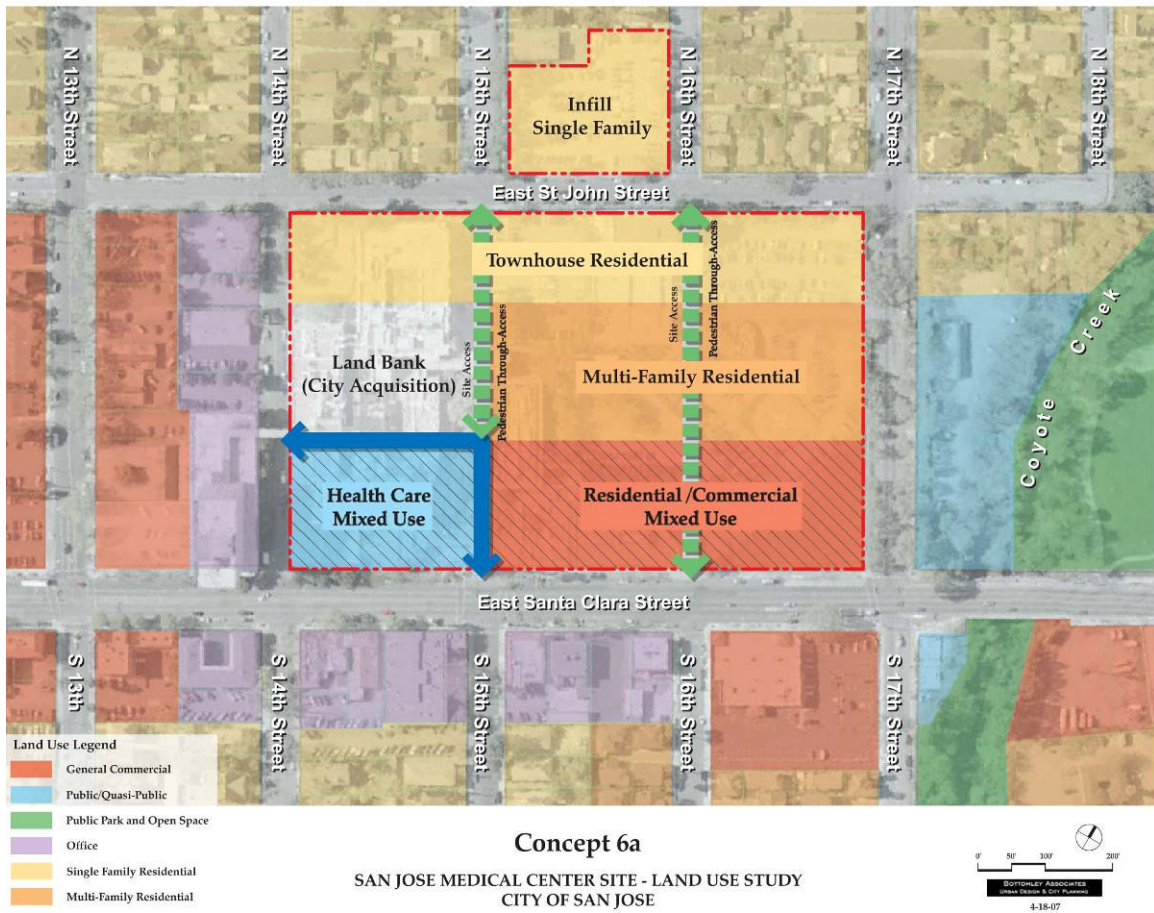 N 13th Street
N 14th Street
N 15th Street
N 16th Street
N 17th Street
N 18th Street
Infill
Single Family
East St John Street
Townhouse Residential
Site Access
Pedestrian Through-Access
Site Access
Pedestrian Through-Access
Land Bank
(City Acquisition)
Multi-Family Residential
Coyote Creek
Health Care
Mixed Use
Residential /Commercial
Mixed Use
East Santa Clara Street
S 13th
S 14th Street
S 15th Street
S 16th Street
S 17th Street
Land Use Legend
General Commercial
Public/Quasi-Public
Public Park and Open Space
Office
Single Family Residential
Multi-Family Residential
Concept 6a
SAN JOSE MEDICAL CENTER SITE - LAND USE STUDY
CITY OF SAN JOSE
0' 50' 100' 200'
BOTTOMLEY ASSOCIATES
URBAN DESIGN & CITY PLANNING
4-18-07